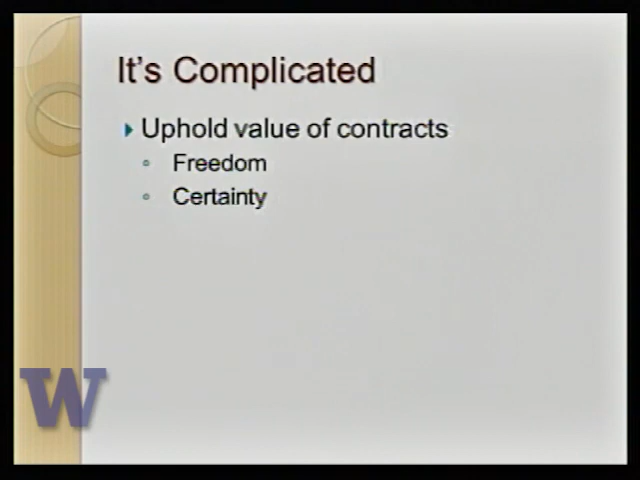 It's Complicated
Uphold value of contracts
Freedom
Certainty
W